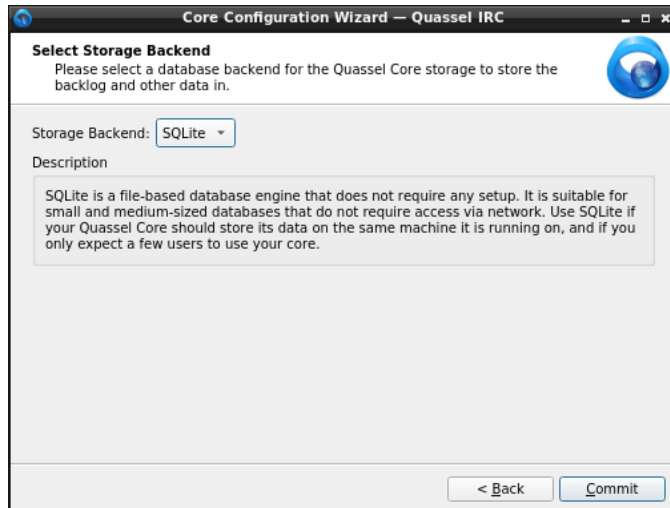 Core Configuration Wizard — Quassel IRC
Select Storage Backend
Please select a database backend for the Quassel Core storage to store the
backlog and other data in.
Storage Backend: SQLite
Description
SQLite is a file-based database engine that does not require any setup. It is suitable for
small and medium-sized databases that do not require access via network. Use SQLite if
your Quassel Core should store its data on the same machine it is running on, and if you
only expect a few users to use your core.
< Back Commit